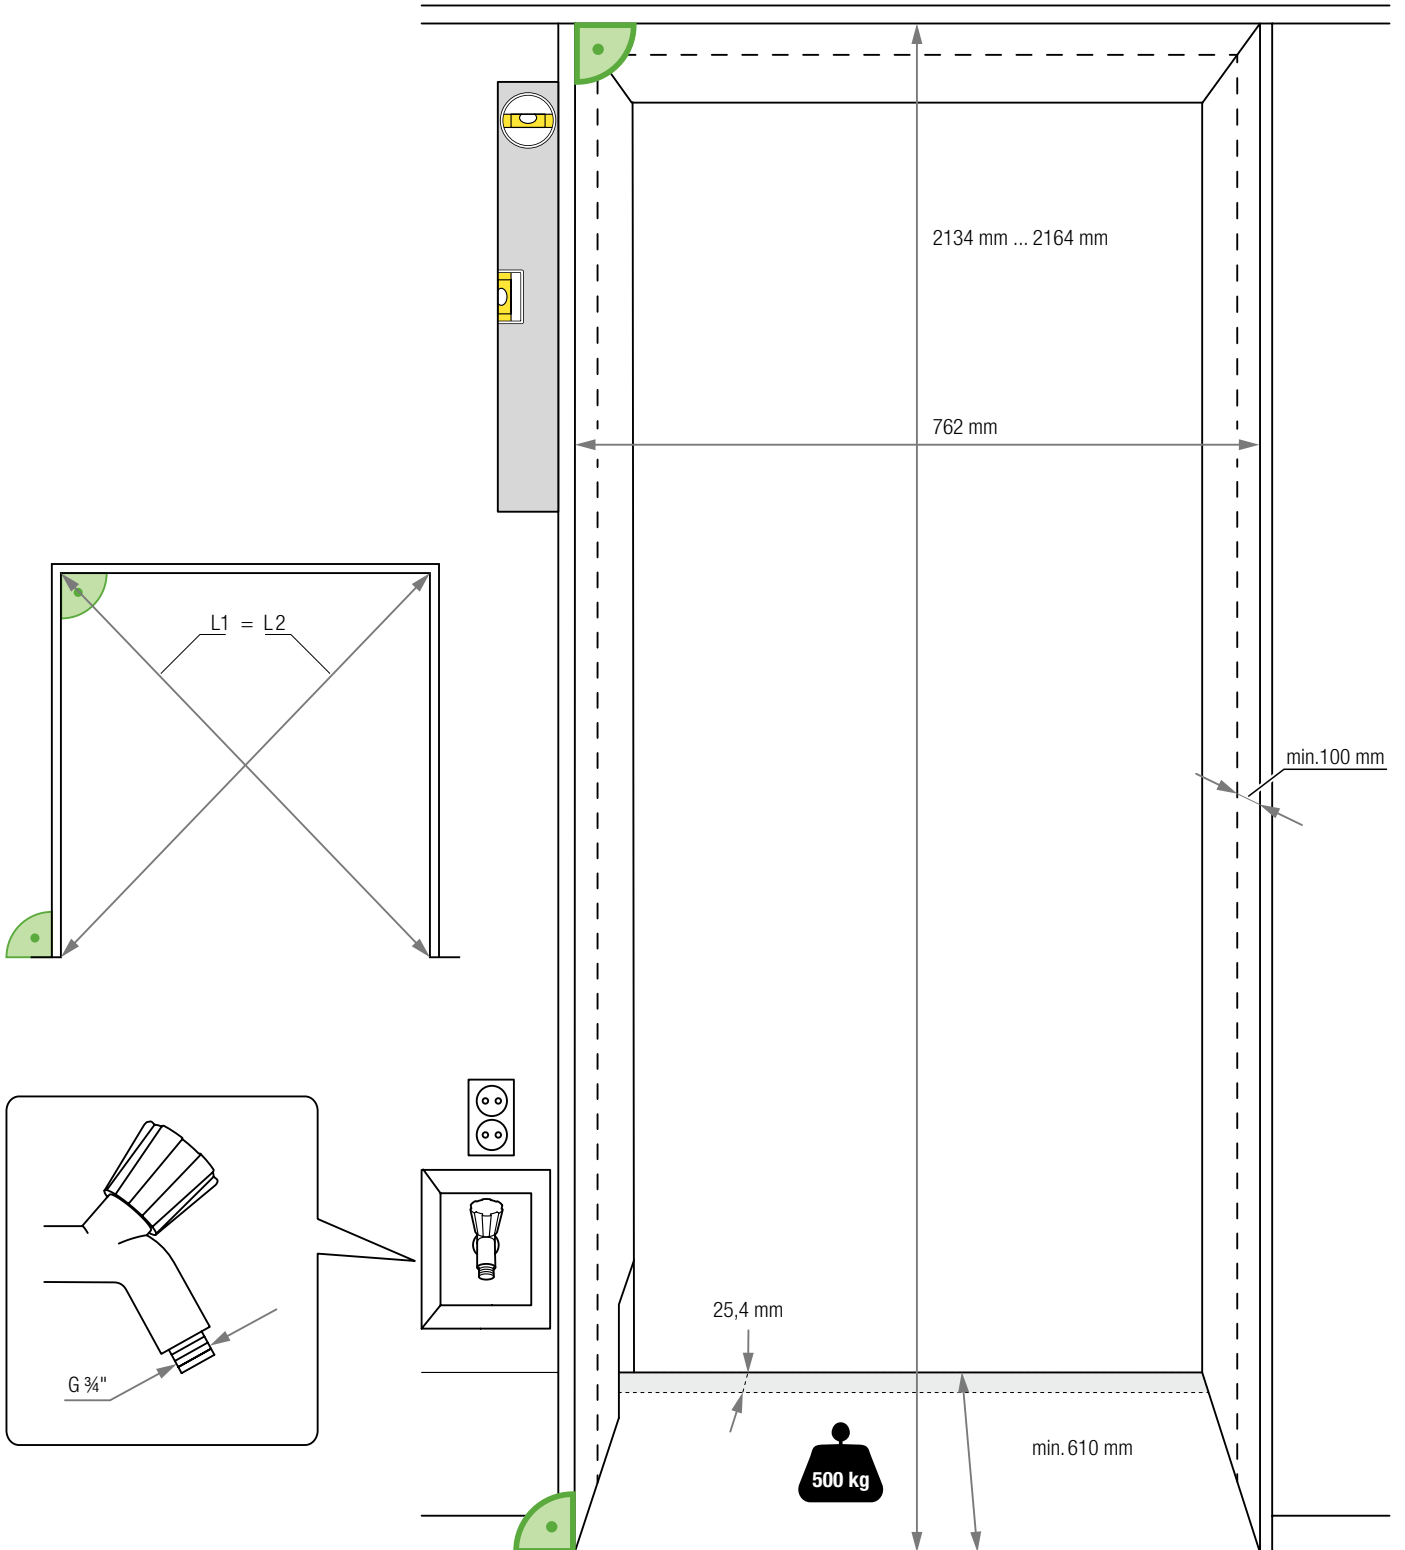 2134 mm ... 2164 mm
762 mm
L1 = L2
min.100 mm
25,4 mm
G ¾"
min. 610 mm
500 kg